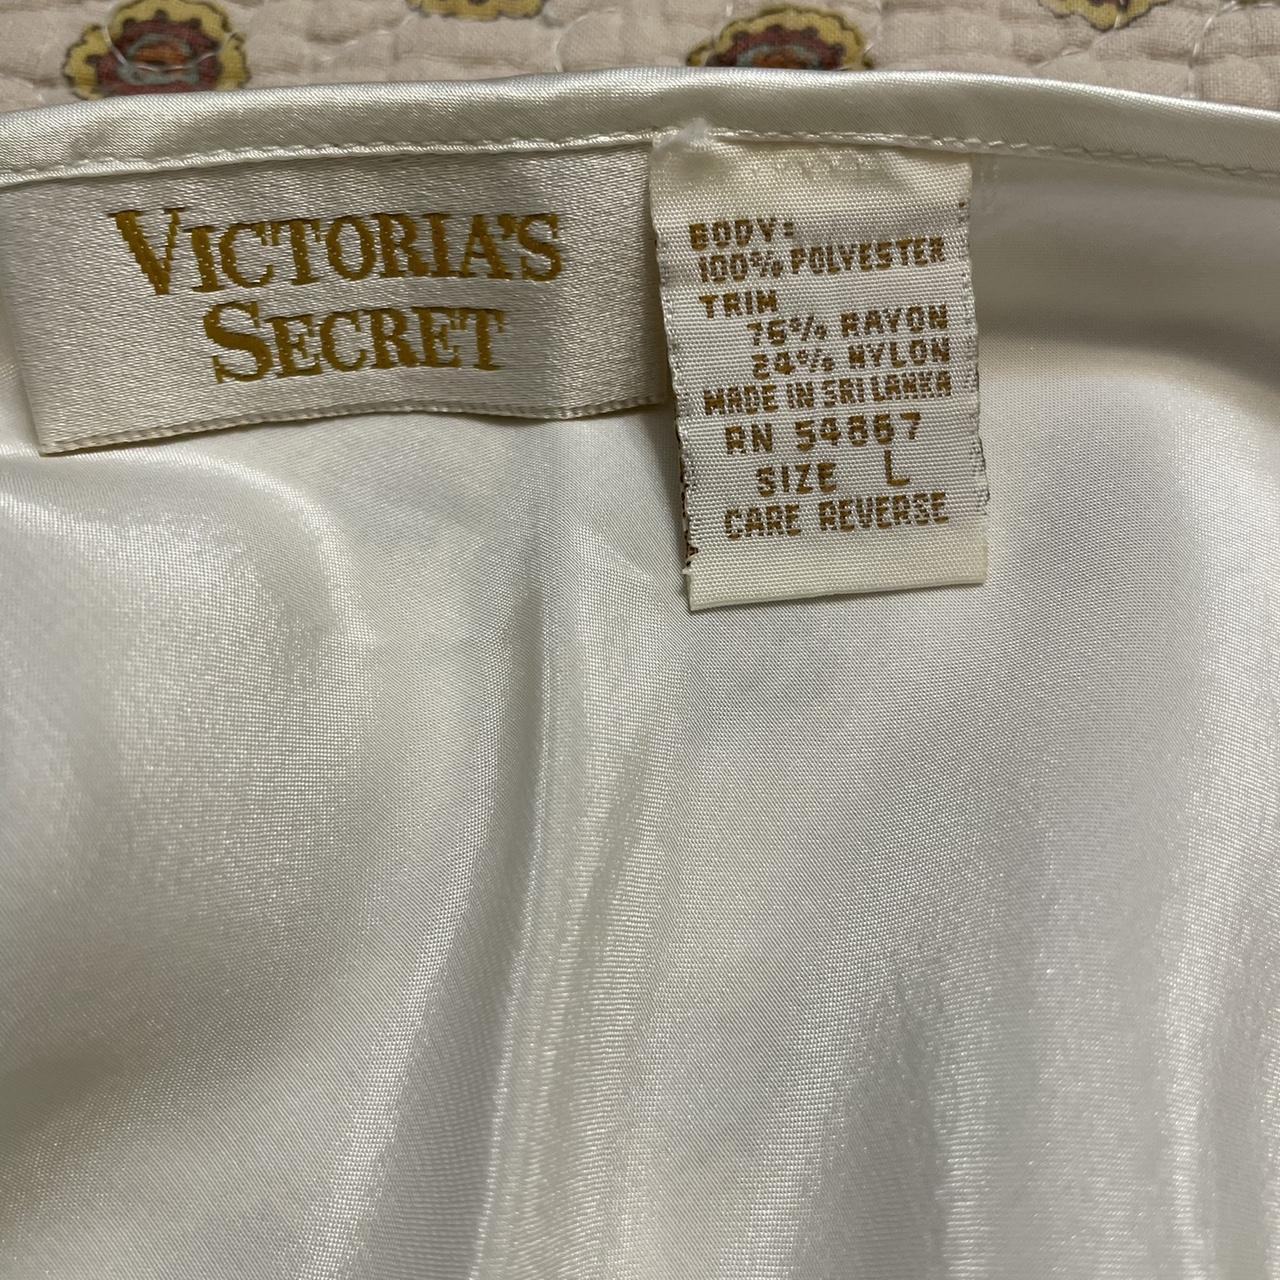 VICTORIA'S
SECRET
BODY:
100% POLYESTER
TRIM
76% RAYON
24% NYLON
MADE IN SRI LANKA
RN 54867
SIZE L
CARE REVERSE